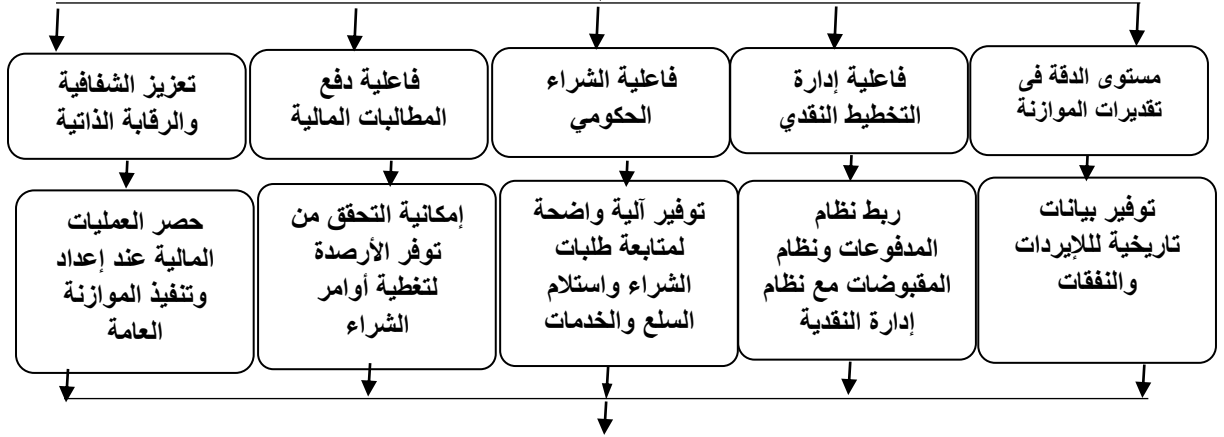 مستوى الدقة فى
تقديرات الموازنة
فاعلية إدارة
التخطيط النقدي
فاعلية الشراء
الحكومي
فاعلية دفع
المطالبات المالية
تعزيز الشفافية
والرقابة الذاتية
توفير بيانات
تاريخية للإيردات
والنفقات
ربط نظام
المدفوعات ونظام
المقبوضات مع نظام
إدارة النقدية
توفير آلية واضحة
لمتابعة طلبات
الشراء واستلام
السلع والخدمات
إمكانية التحقق من
توفر الأرصدة
لتغطية أوامر
الشراء
حصر العمليات
المالية عند إعداد
وتنفيذ الموازنة
العامة